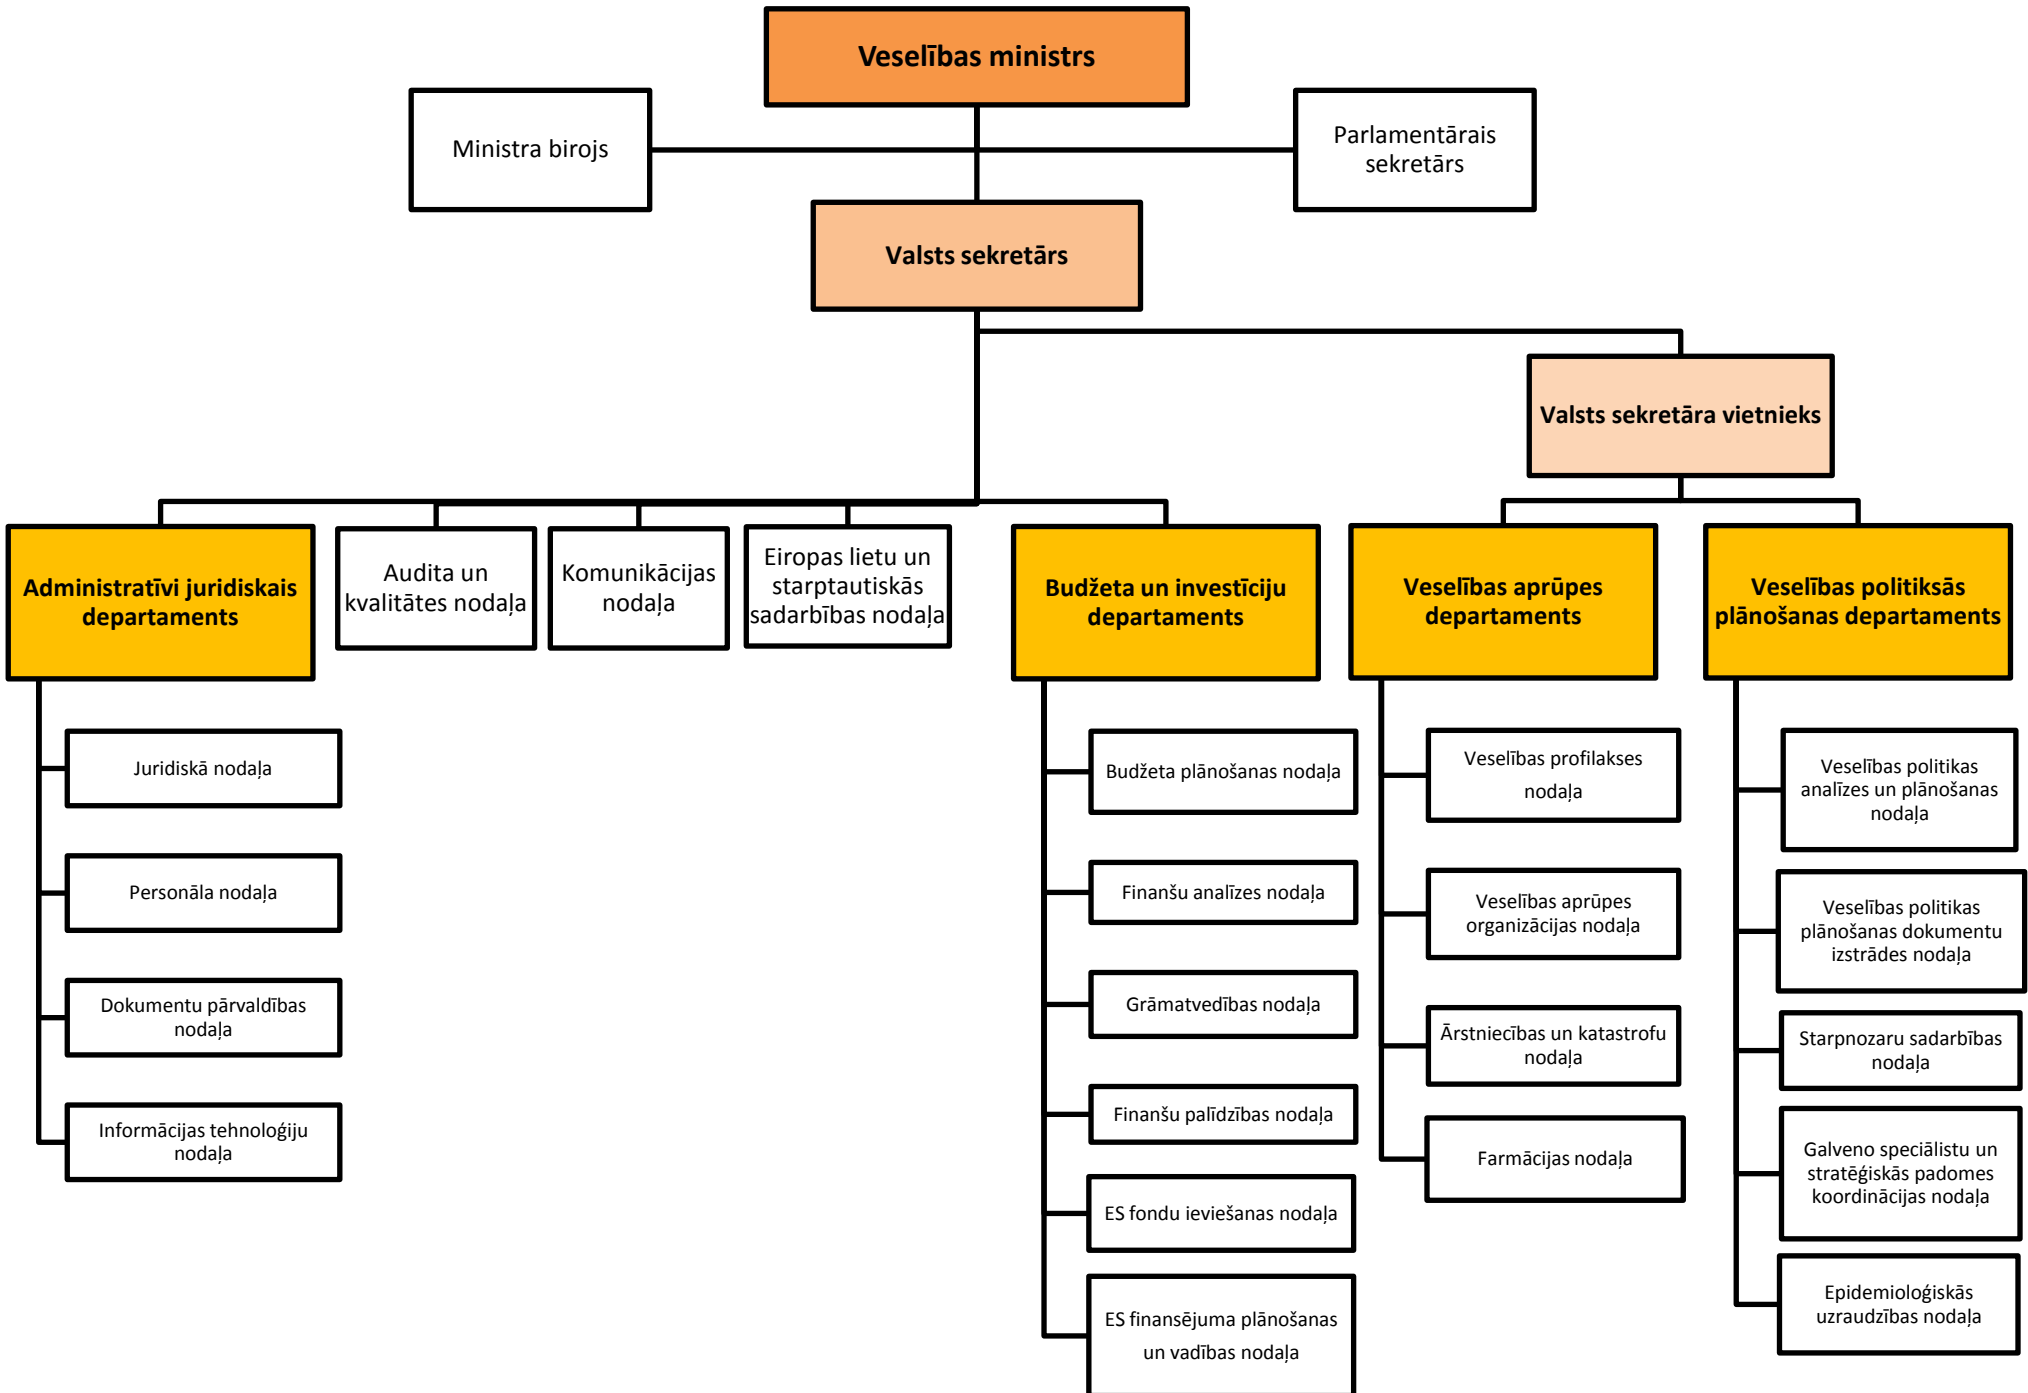 Veselības ministrs
Ministra birojs
Parlamentārais
sekretārs
Valsts sekretārs
Valsts sekretāra vietnieks
Administratīvi juridiskais
departaments
Audita un
kvalitātes nodaļa
Komunikācijas
nodaļa
Eiropas lietu un
starptautiskās
sadarbības nodaļa
Budžeta un investīciju
departaments
Veselības aprūpes
departaments
Veselības politiksās
plānošanas departaments
Juridiskā nodaļa
Personāla nodaļa
Dokumentu pārvaldības
nodaļa
Informācijas tehnoloģiju
nodaļa
Budžeta plānošanas nodaļa
Finanšu analīzes nodaļa
Grāmatvedības nodaļa
Finanšu palīdzības nodaļa
ES fondu ieviešanas nodaļa
ES finansējuma plānošanas
un vadības nodaļa
Veselības profilakses
nodaļa
Veselības aprūpes
organizācijas nodaļa
Ārstniecības un katastrofu
nodaļa
Farmācijas nodaļa
Veselības politikas
analīzes un plānošanas
nodaļa
Veselības politikas
plānošanas dokumentu
izstrādes nodaļa
Starpnozaru sadarbības
nodaļa
Galveno speciālistu un
stratēģiskās padomes
koordinācijas nodaļa
Epidemioloģiskās
uzraudzības nodaļa